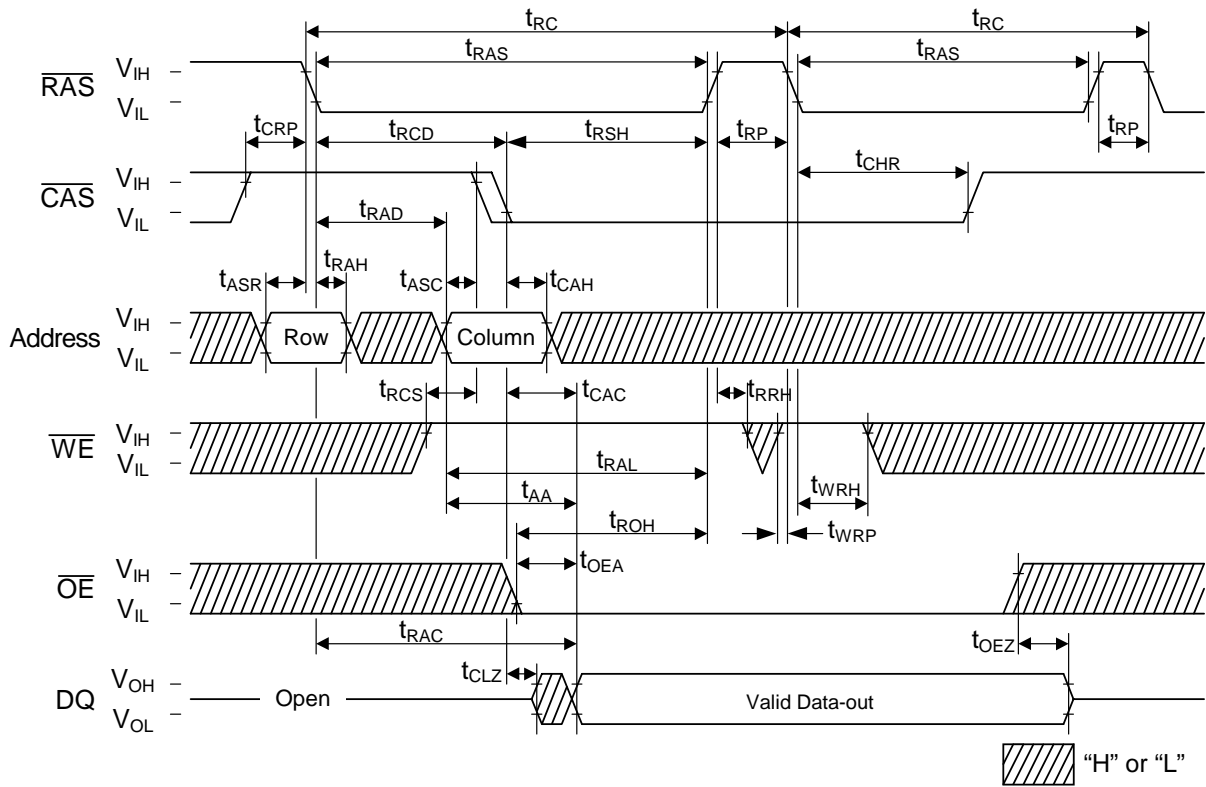 tRC tRC
tRAS tRAS
RAS VIH
VIL
tCRP tRCD tRSH tRP tRP
tCHR
CAS VIH
VIL
tRAD
tASR tRAH tASC tCAH
Address VIH
VIL
Row Column
tRCS tCAC tRRH
WE VIH
VIL
tRAL
tAA tWRH
tROH tWRP
tOEA
OE VIH
VIL
tRAC tOEZ
tCLZ
DQ VOH
VOL
Open Valid Data-out
“H” or “L”